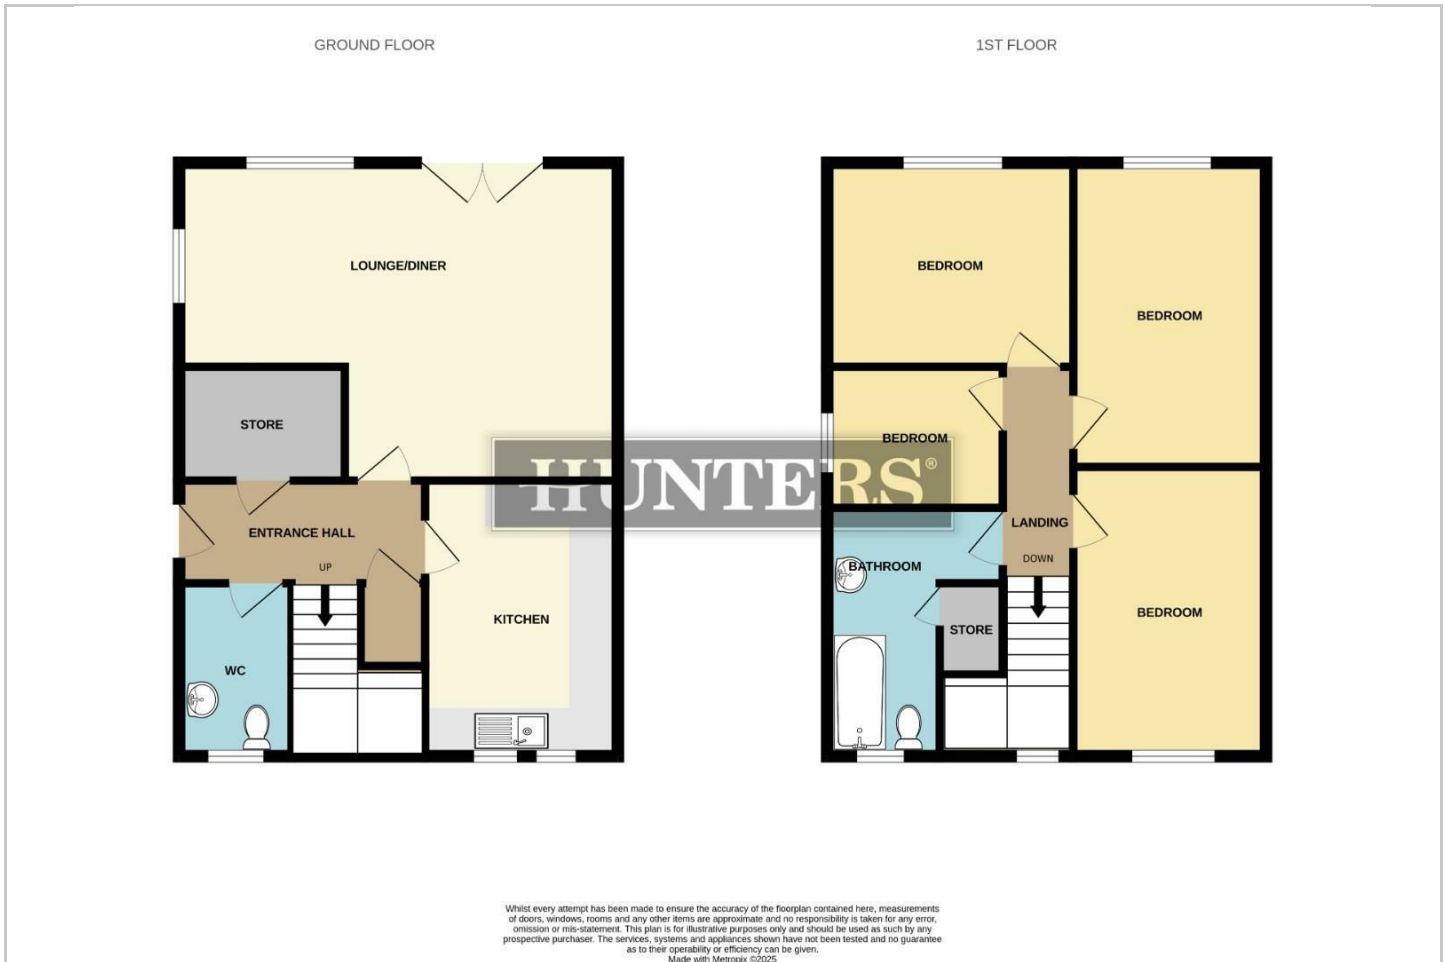 GROUND FLOOR
1ST FLOOR
LOUNGE/DINER
STORE
ENTRANCE HALL
UP
WC
KITCHEN
BEDROOM
BEDROOM
BEDROOM
LANDING
DOWN
BATHROOM
STORE
BEDROOM
HUNTERS®
Whilst every attempt has been made to ensure the accuracy of the floorplan contained here, measurements
of doors, windows, rooms and any other items are approximate and no responsibility is taken for any error,
omission or mis-statement. This plan is for illustrative purposes only and should be used as such by any
prospective purchaser. The services, systems and appliances shown have not been tested and no guarantee
as to their operability or efficiency can be given.
Made with Metropix ©2025